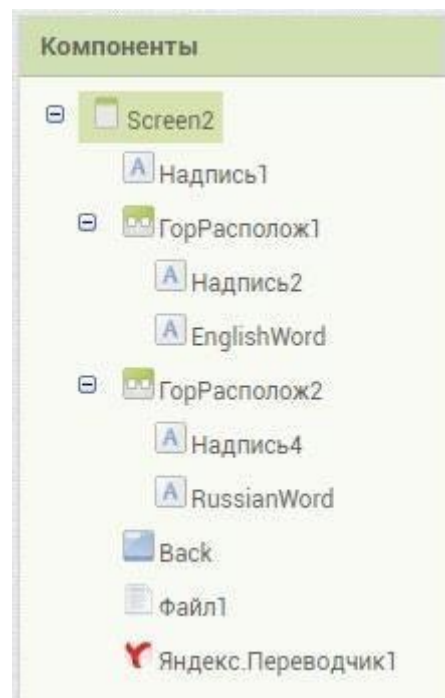 Компоненты
Screen2
Надпись1
ГорРасполож1
Надпись2
EnglishWord
ГорРасполож2
Надпись4
RussianWord
Back
Файл1
Яндекс.Переводчик1